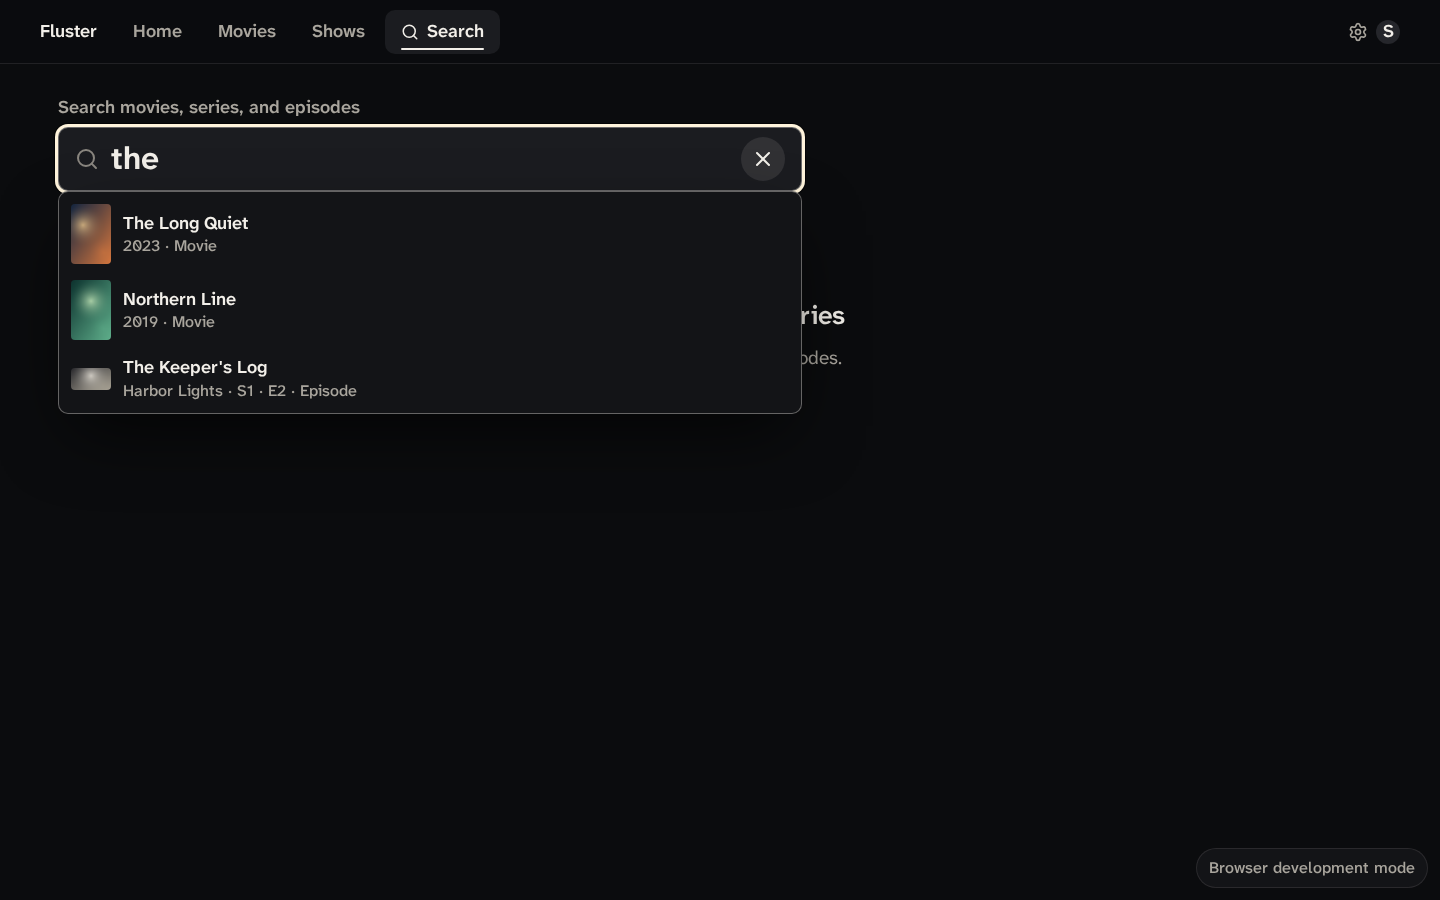 Fluster Home Movies Shows Search S
Search movies, series, and episodes
the
The Long Quiet
2023 · Movie
Northern Line
2019 · Movie
ries
odes.
The Keeper's Log
Harbor Lights · S1 · E2 · Episode
Browser development mode